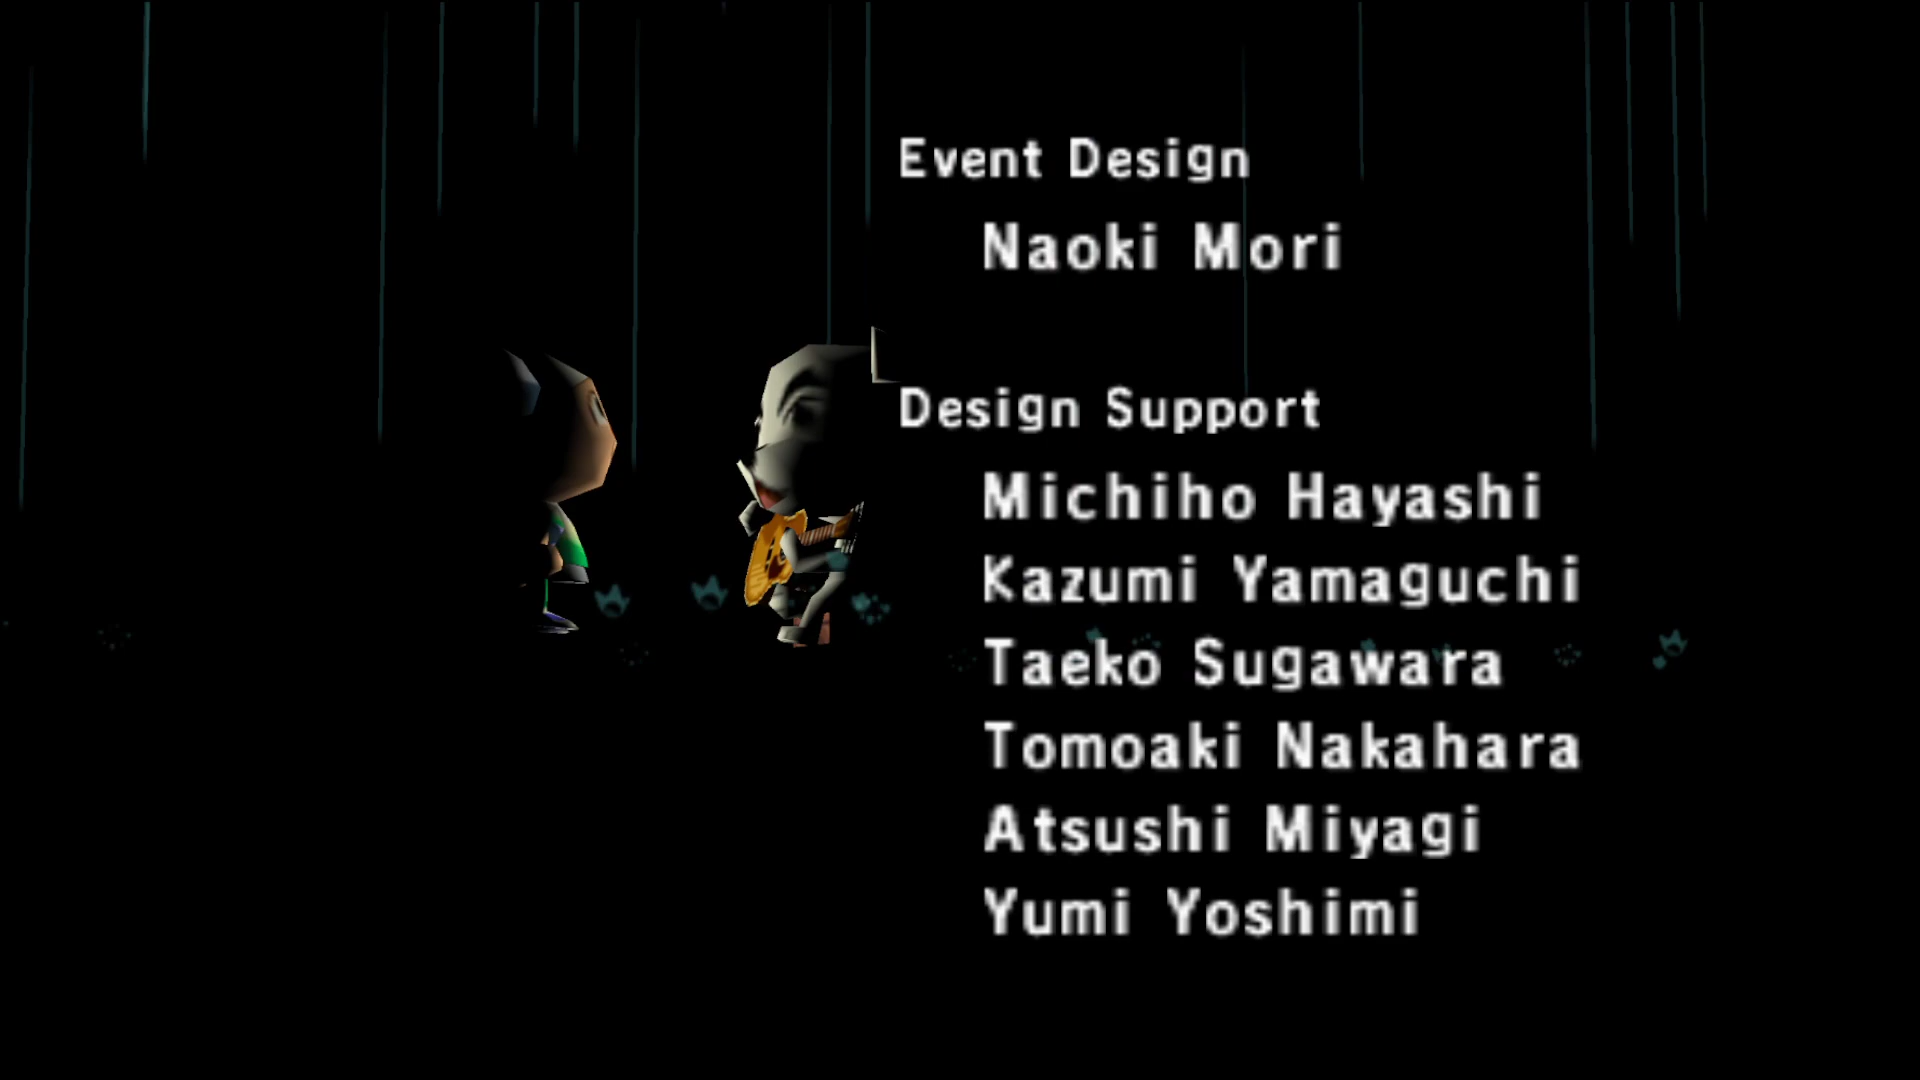 Event Design
Naoki Mori
Design Support
Michiho Hayashi
Kazumi Yamaguchi
Taeko Sugawara
Tomoaki Nakahara
Atsushi Miyagi
Yumi Yoshimi